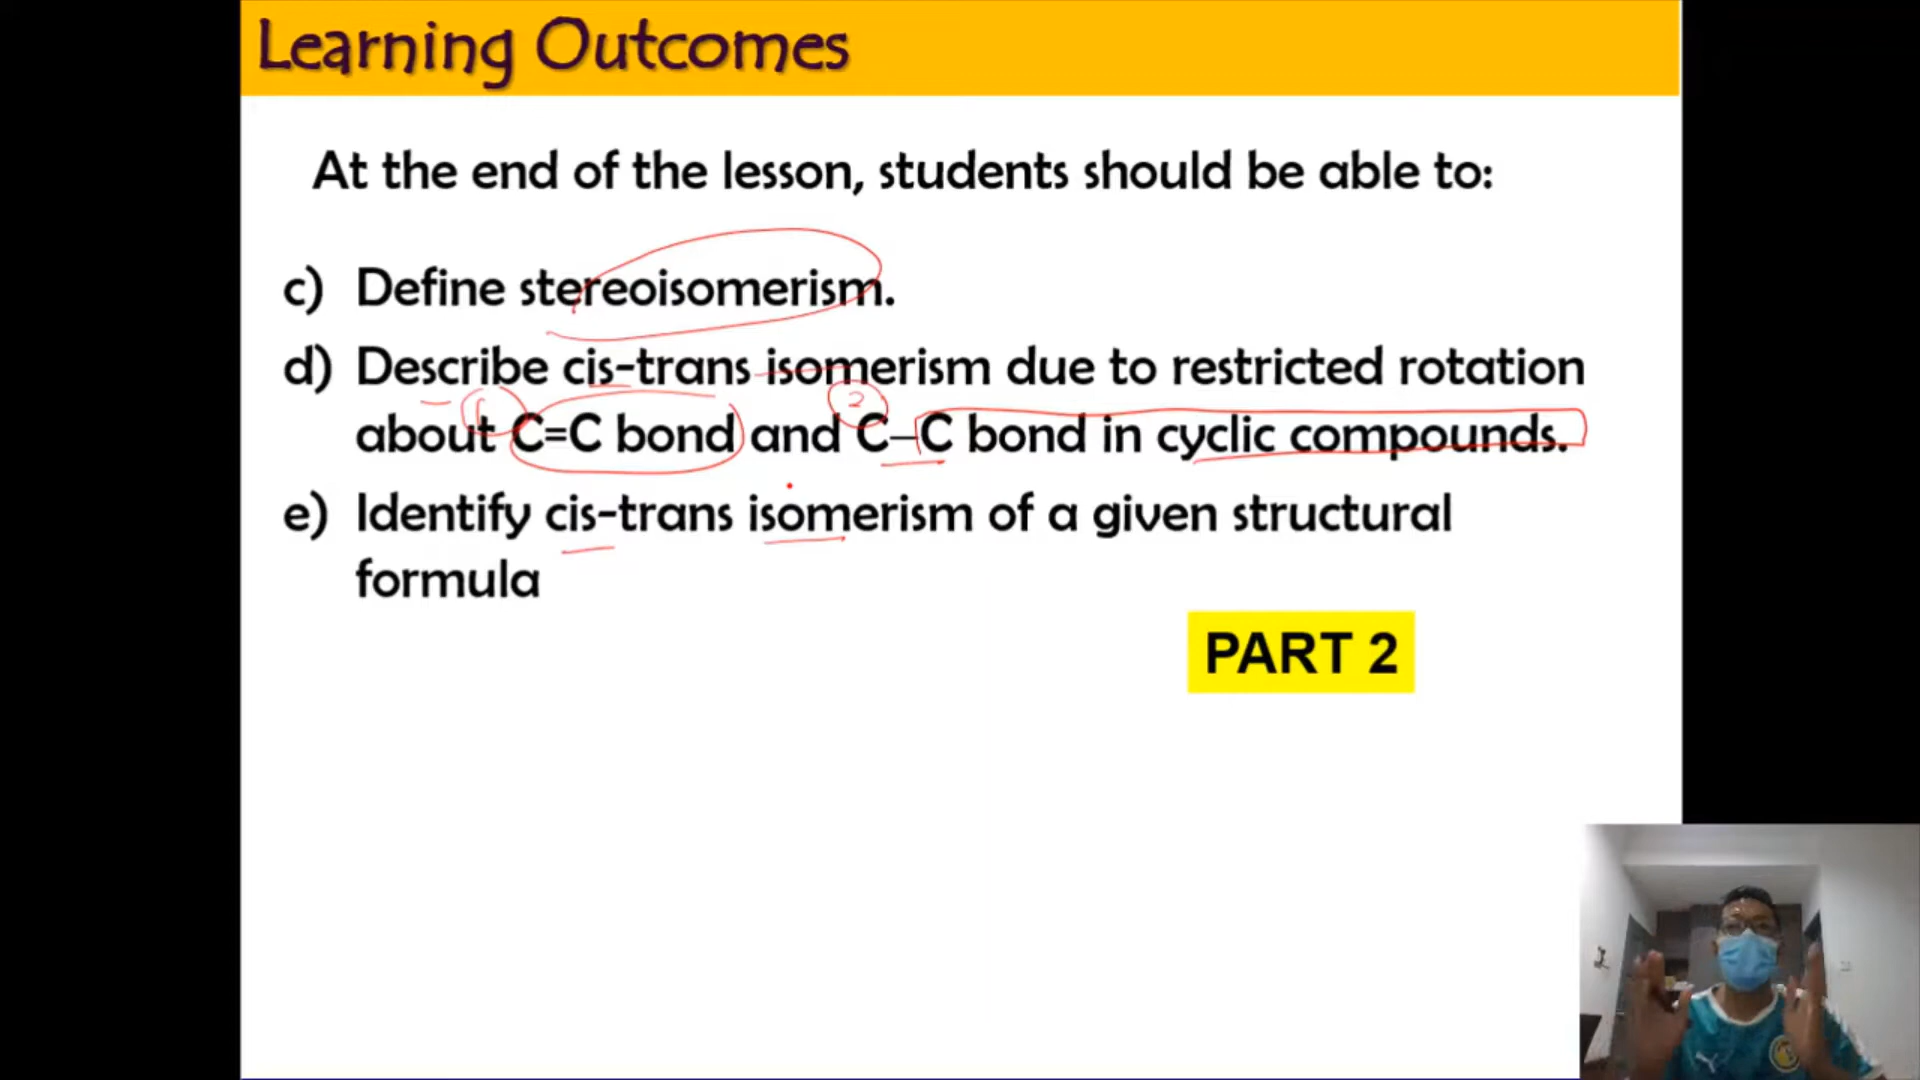 Learning Outcomes
At the end of the lesson, students should be able to:
c) Define stereoisomerism.
d) Describe cis-trans isomerism due to restricted rotation
about C=C bond and C–C bond in cyclic compounds.
1
2
e) Identify cis-trans isomerism of a given structural
formula
PART 2